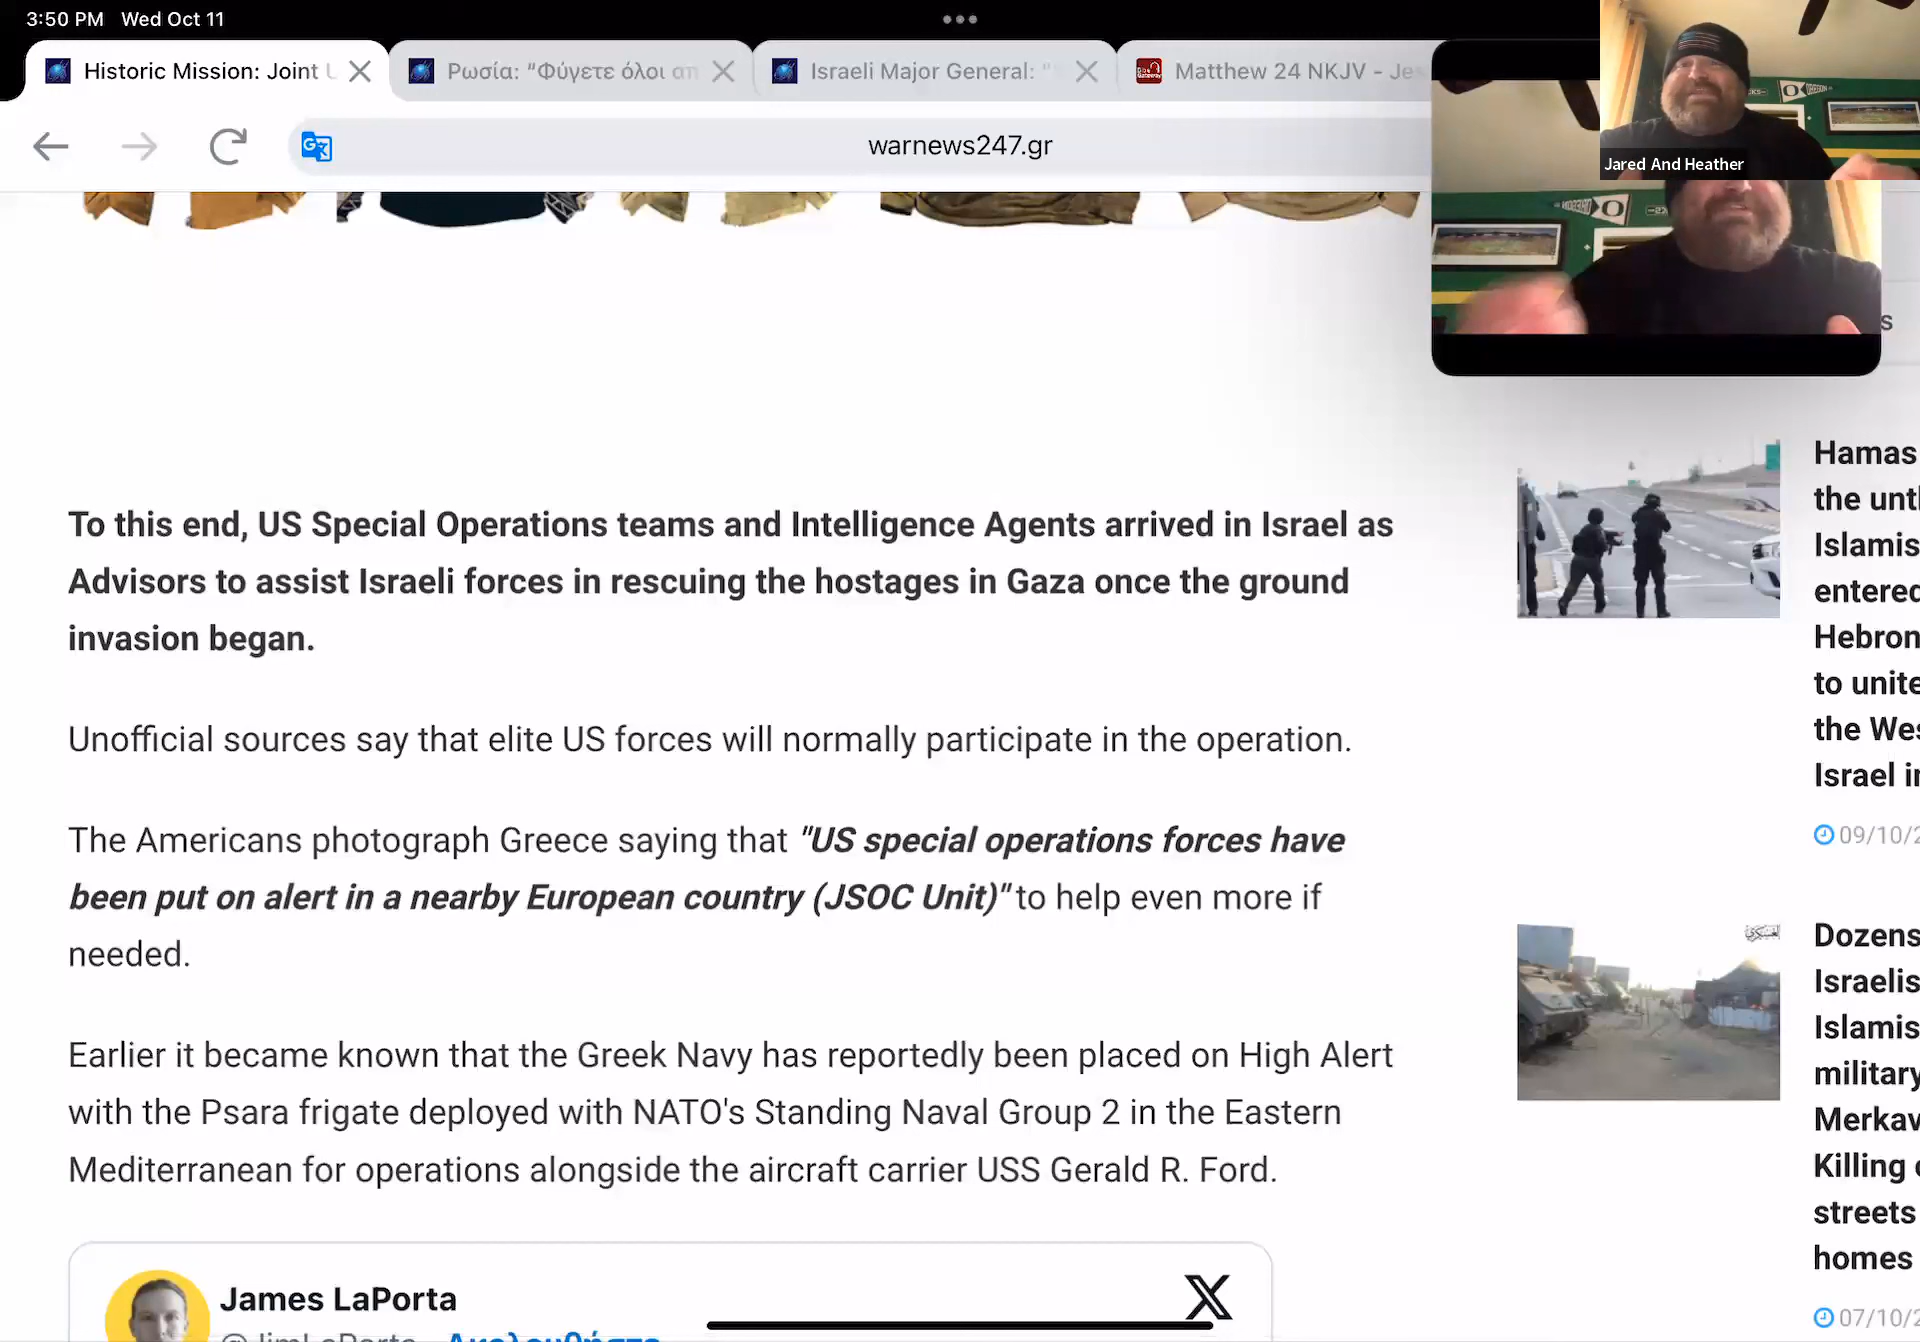 3:50 PM Wed Oct 11
Historic Mission: Joint U
Ρωσία: “Φύγετε όλοι απ
Israeli Major General: “
Matthew 24 NKJV - Jes
warnews247.gr
Jared And Heather
To this end, US Special Operations teams and Intelligence Agents arrived in Israel as
Advisors to assist Israeli forces in rescuing the hostages in Gaza once the ground
invasion began.
Unofficial sources say that elite US forces will normally participate in the operation.
The Americans photograph Greece saying that "US special operations forces have
been put on alert in a nearby European country (JSOC Unit)" to help even more if
needed.
Earlier it became known that the Greek Navy has reportedly been placed on High Alert
with the Psara frigate deployed with NATO's Standing Naval Group 2 in the Eastern
Mediterranean for operations alongside the aircraft carrier USS Gerald R. Ford.
James LaPorta
@JimLaPorta Ακολουθήστε
s
Hamas
the unth
Islamis
entered
Hebron
to unite
the Wes
Israel in
09/10/2
Dozens
Israelis
Islamis
military
Merkav
Killing
streets
homes
07/10/2